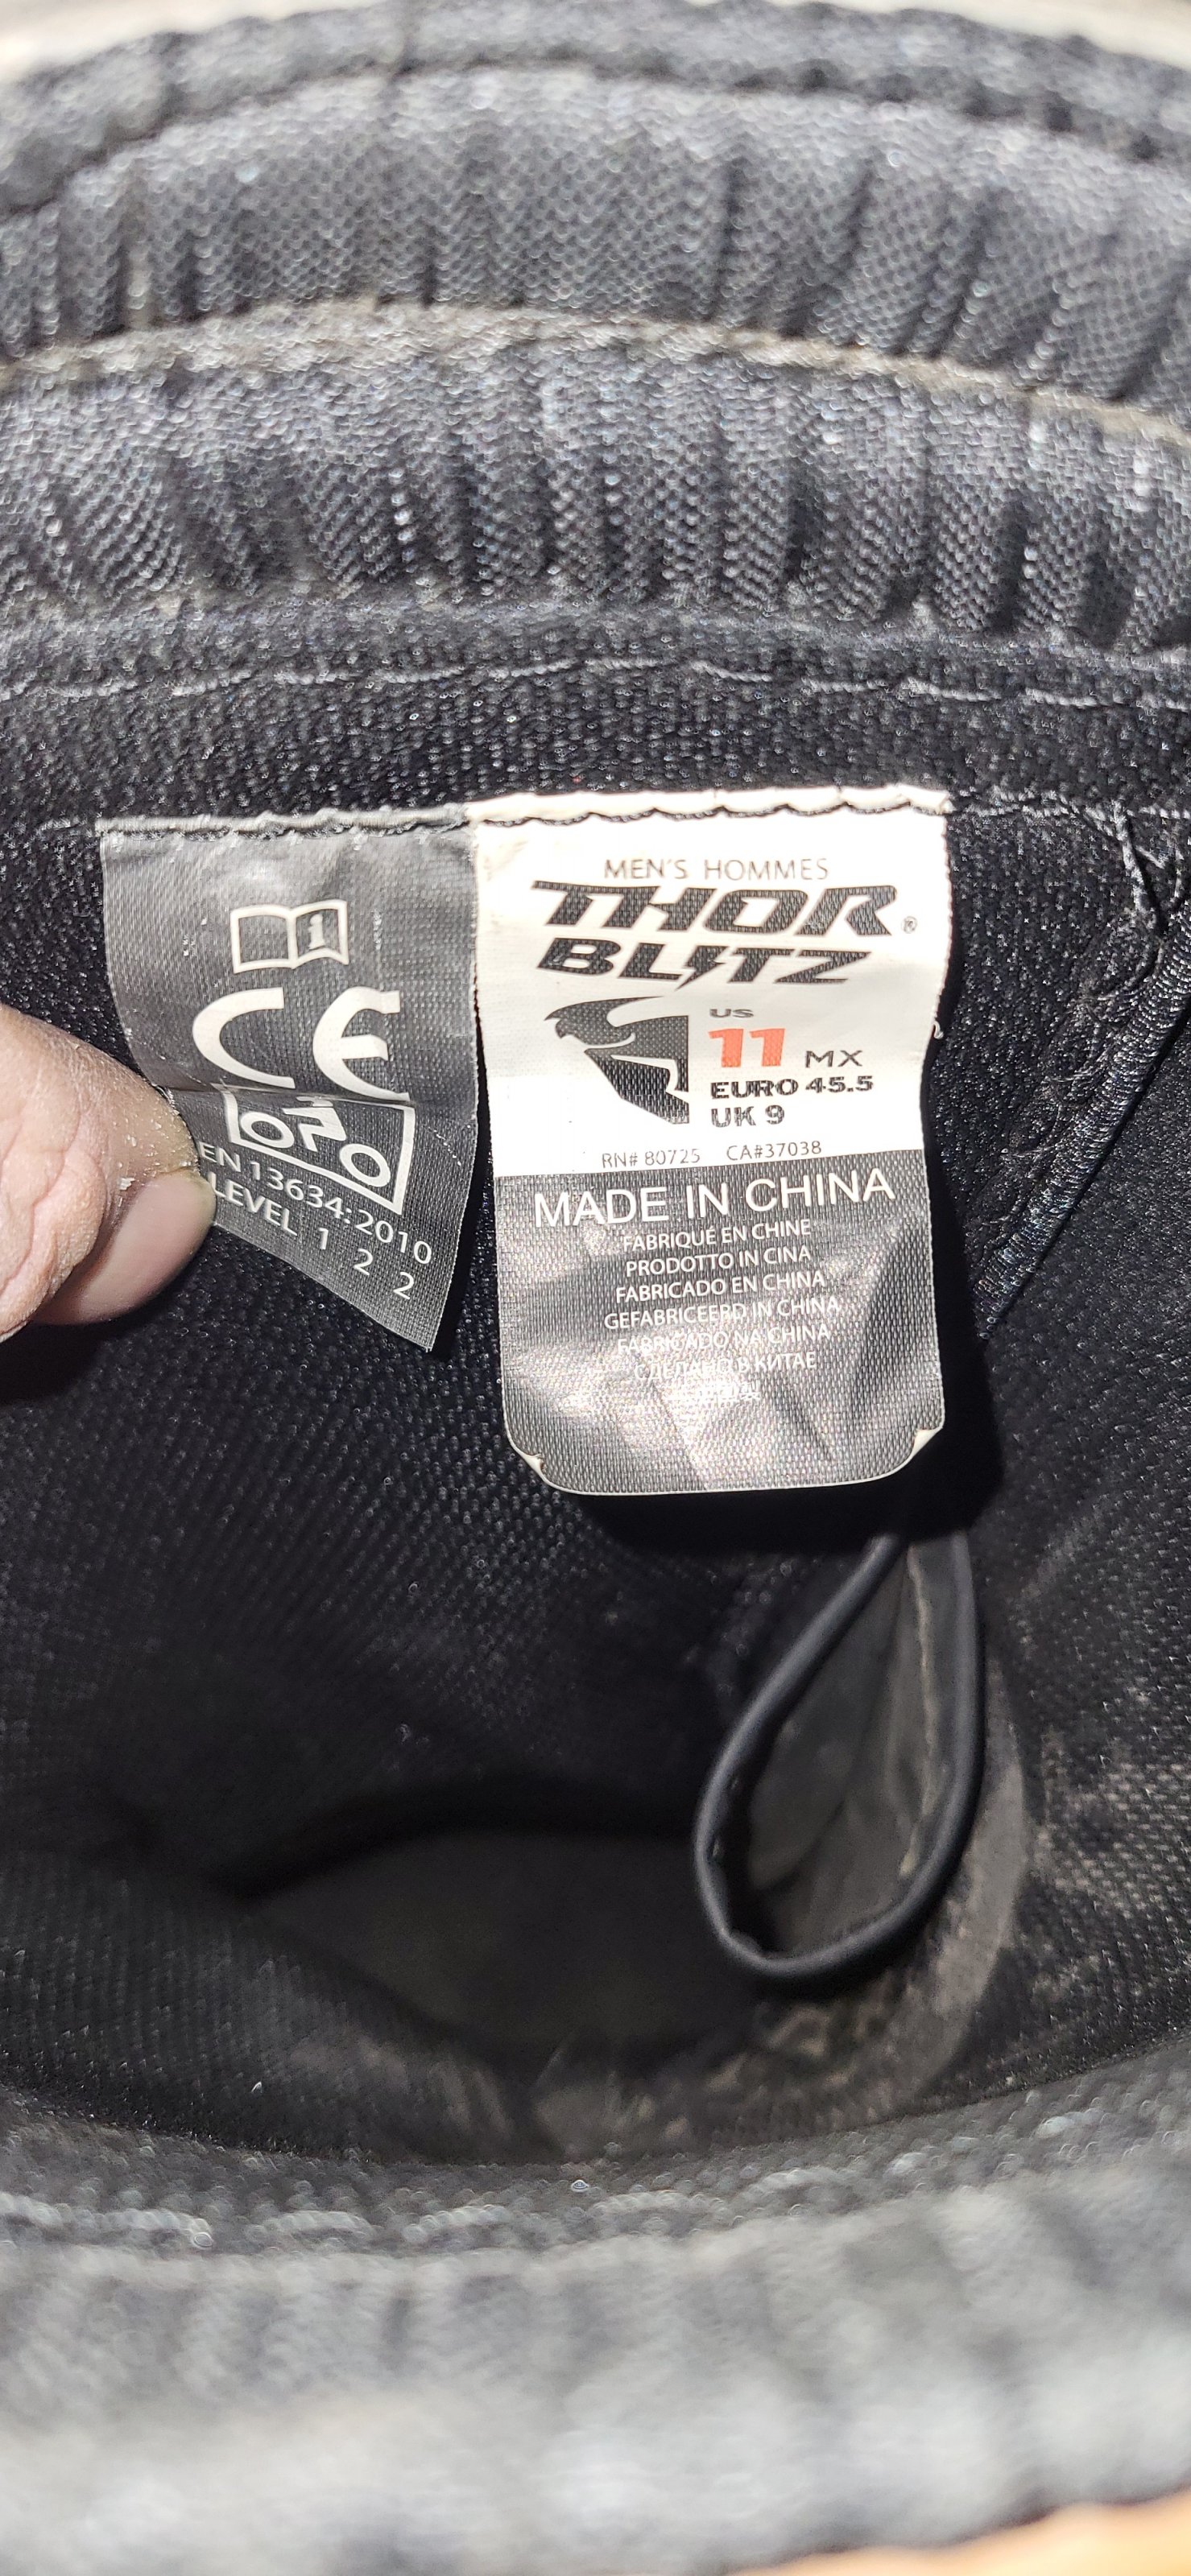 i
CE
EN 13634:2010
LEVEL 1 2 2
MEN'S HOMMES
THOR®
BLITZ
US
11 MX
EURO 45.5
UK 9
RN# 80725 CA#37038
MADE IN CHINA
FABRIQUÉ EN CHINE
PRODOTTO IN CINA
FABRICADO EN CHINA
GEFABRICEERD IN CHINA
FABRICADO NA CHINA
СДЕЛАНО В КИТАЕ